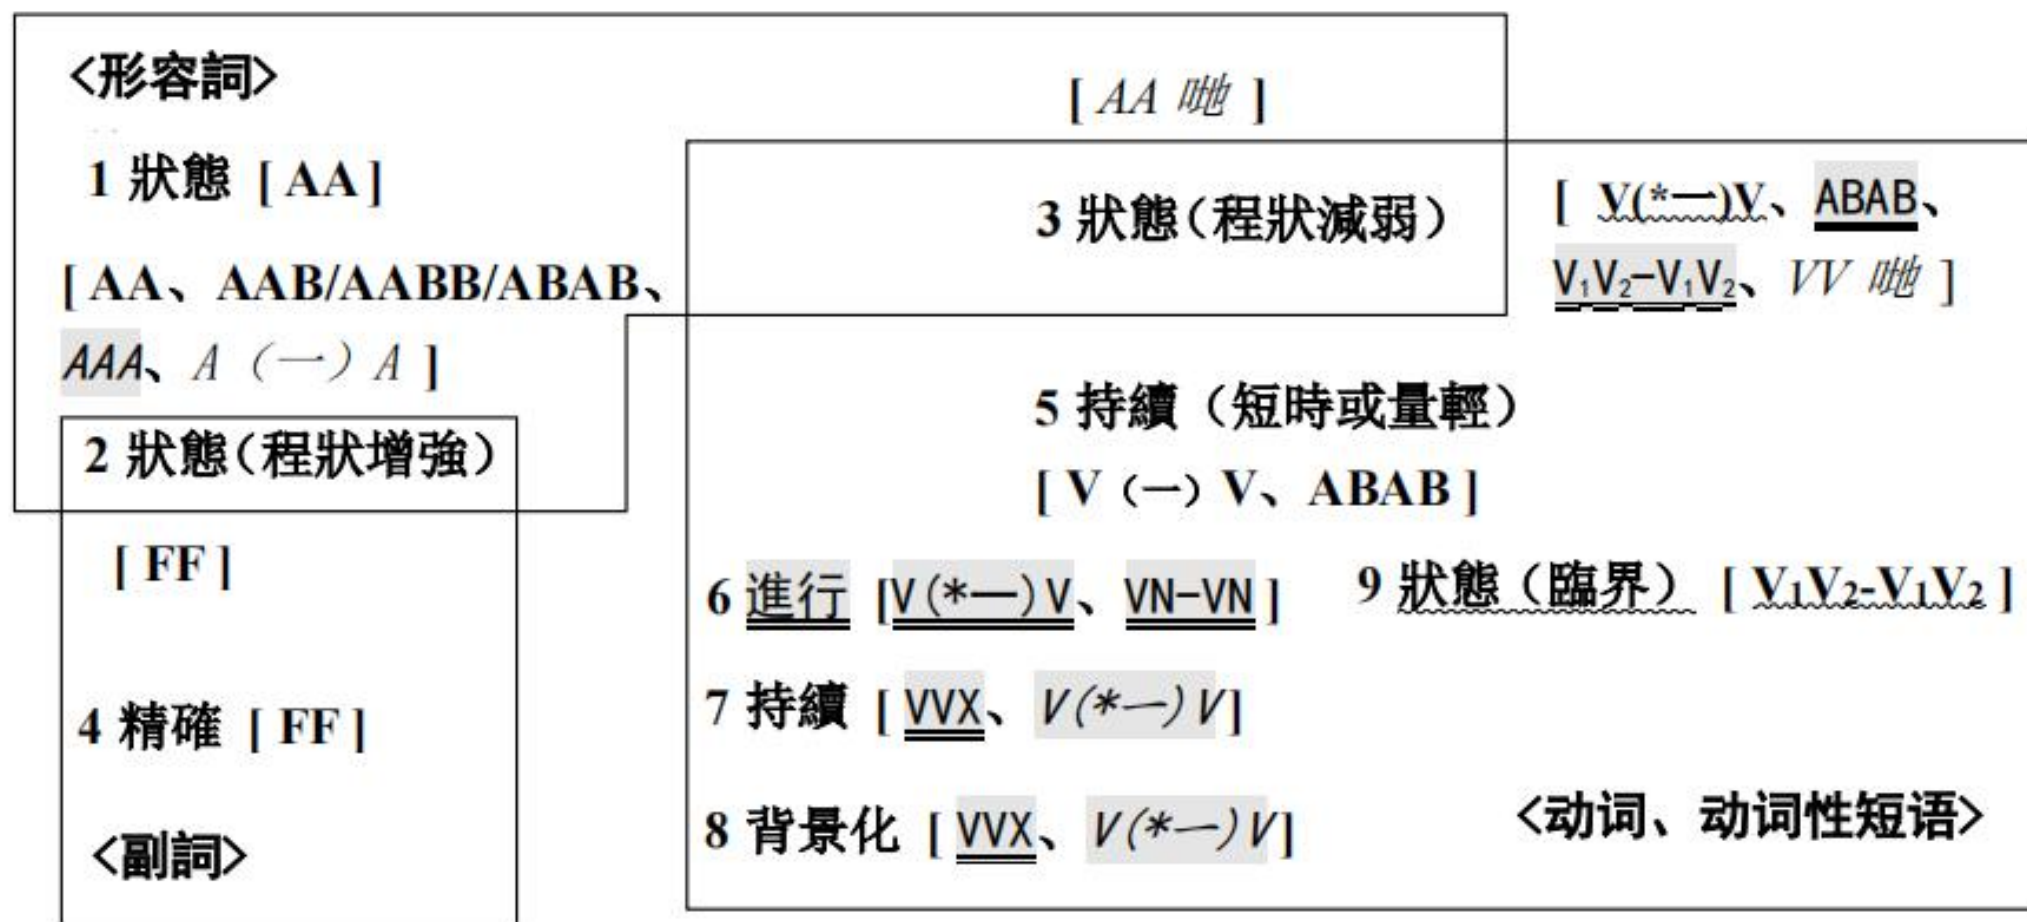 <形容詞>
[ AA 哋 ]
1 狀態 [ AA ]
3 狀態（程狀減弱）
[ V(*一)V、ABAB、
V₁V₂-V₁V₂、VV 哋 ]
[ AA、AAB/AABB/ABAB、
AAA、A（一）A ]
2 狀態（程狀增強）
5 持續（短時或量輕）
[ V（一）V、ABAB ]
[ FF ]
6 進行 [V(*一)V、VN-VN ]
9 狀態（臨界） [ V₁V₂-V₁V₂ ]
4 精確 [ FF ]
7 持續 [ VVX、V(*一)V]
8 背景化 [ VVX、V(*一)V]
<动词、动词性短语>
<副詞>